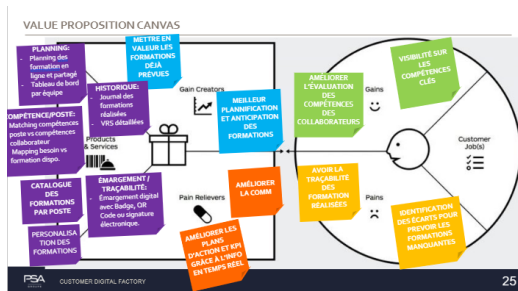 VALUE PROPOSITION CANVAS
PLANNING:
- Planning des
formation en
ligne et partagé
- Tableau de bord
par équipe
METTRE EN
VALEUR LES
FORMATIONS
DÉJÀ
PRÉVUES
HISTORIQUE:
- Journal des
formations
réalisées
- VRS détaillées
COMPÉTENCE/POSTE:
Matching compétences
poste vs compétences
collaborateur
Mapping besoin vs
formation dispo.
Products
& Services
CATALOGUE
DES
FORMATIONS
PAR POSTE
ÉMARGEMENT /
TRAÇABILITÉ:
- Émargement digital
avec Badge, QR
Code ou signature
électronique.
PERSONALISA
TION DES
FORMATIONS
Gain Creators
MEILLEUR
PLANNIFICATION
ET ANTICIPATION
DES
FORMATIONS
Pain Relievers
AMÉLIORER
LA COMM
AMÉLIORER LES
PLANS
D'ACTION ET KPI
GRÂCE À L'INFO
EN TEMPS RÉEL
AMÉLIORER
L'ÉVALUATION
DES
COMPÉTENCES
DES
COLLABORATEURS
Gains
VISIBILITÉ SUR
LES
COMPÉTENCES
CLÉS
Customer
Job(s)
AVOIR LA
TRAÇABILITÉ
DES
FORMATION
RÉALISÉES
Pains
IDENTIFICATION
DES ÉCARTS POUR
PRÉVOIR LES
FORMATIONS
MANQUANTES
PSA
GROUPE
CUSTOMER DIGITAL FACTORY
25